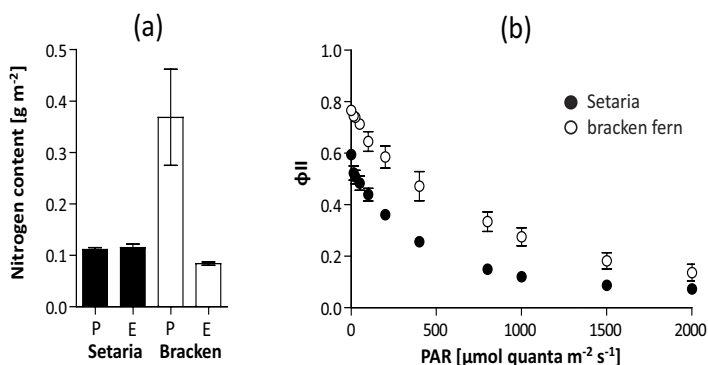 (a)
Nitrogen content [g m-2]
0.5
0.4
0.3
0.2
0.1
0.0
P E P E
Setaria Bracken
(b)
ϕII
1.0
0.8
0.6
0.4
0.2
0.0
Setaria
bracken fern
0 500 1000 1500 2000
PAR [µmol quanta m-2 s-1]